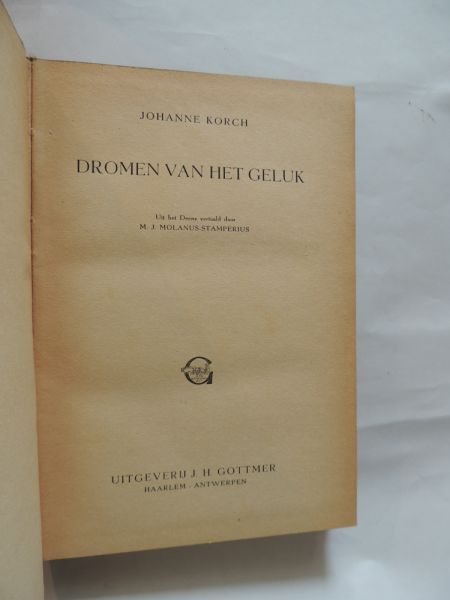 JOHANNE KORCH
DROMEN VAN HET GELUK
Uit het Deens vertaald door
M. J. MOLANUS-STAMPERIUS
G
UITGEVERIJ J. H. GOTTMER
HAARLEM - ANTWERPEN